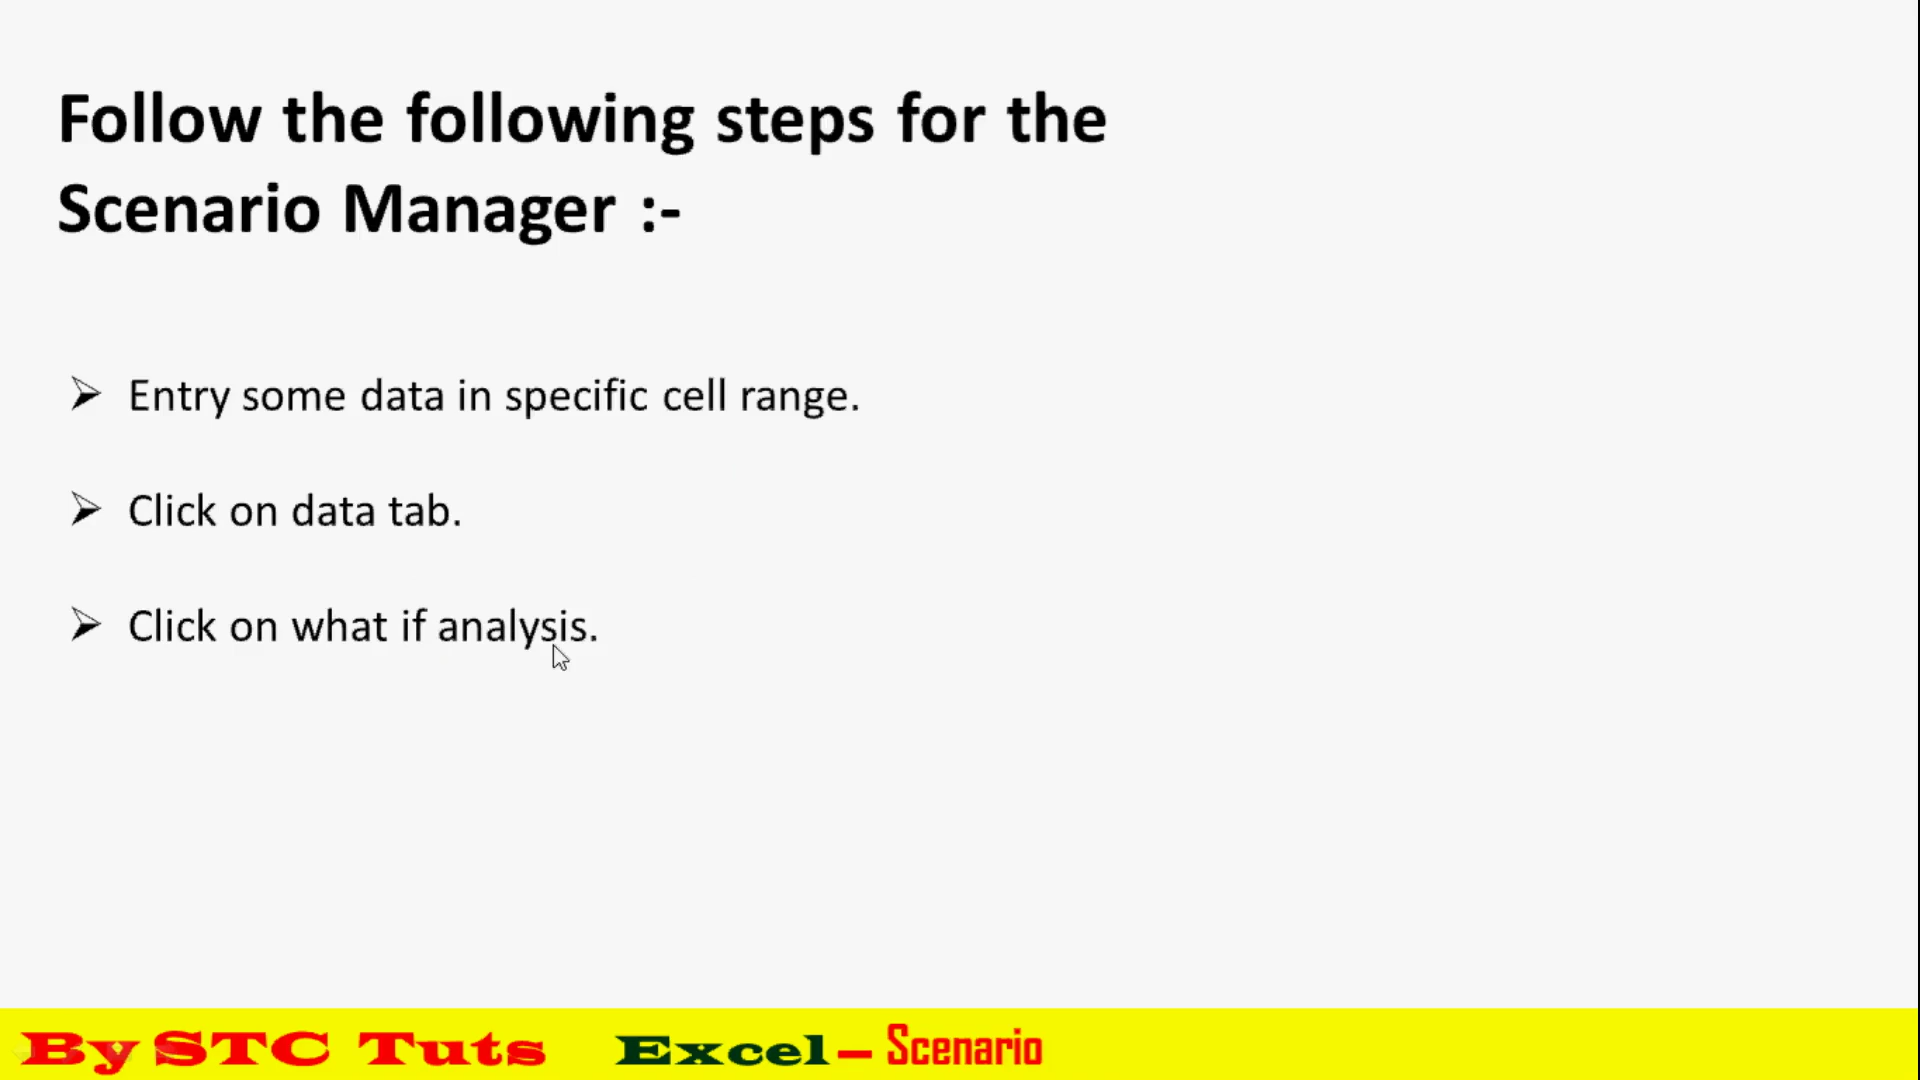 Follow the following steps for the
Scenario Manager :-
➢ Entry some data in specific cell range.
➢ Click on data tab.
➢ Click on what if analysis.
By STC Tuts Excel – Scenario